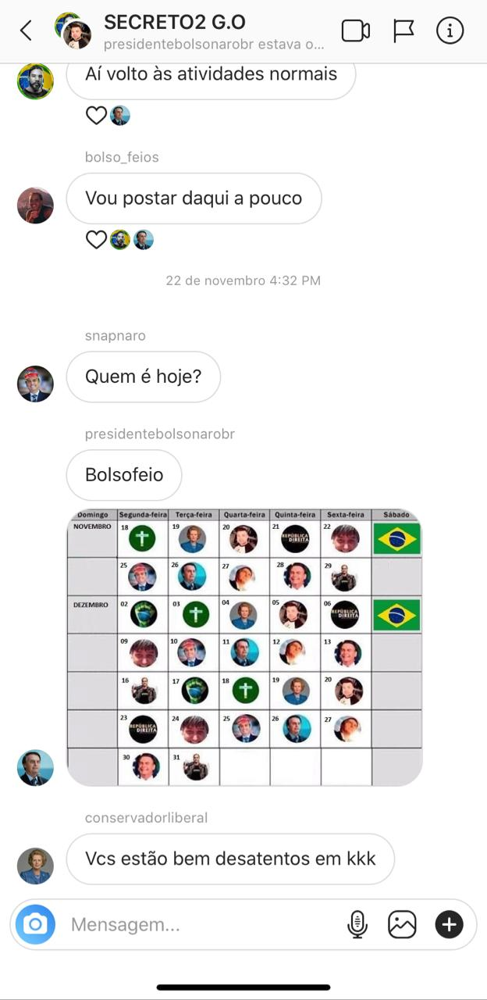 SECRETO2 G.O
presidentebolsonarobr estava o...
Aí volto às atividades normais
bolso_feios
Vou postar daqui a pouco
22 de novembro 4:32 PM
snapnaro
Quem é hoje?
presidentebolsonarobr
Bolsofeio
Domingo Segunda-feira Terça-feira Quarta-feira Quinta-feira Sexta-feira Sábado
NOVEMBRO 18 19 20 21 REPÚBLICA DIREITA 22
25 26 27 28 29
DEZEMBRO 02 03 04 05 06 REPÚBLICA DIREITA
09 10 11 12 13
16 17 18 19 20
23 REPÚBLICA DIREITA 24 25 26 27
30 31
conservadorliberal
Vcs estão bem desatentos em kkk
Mensagem...